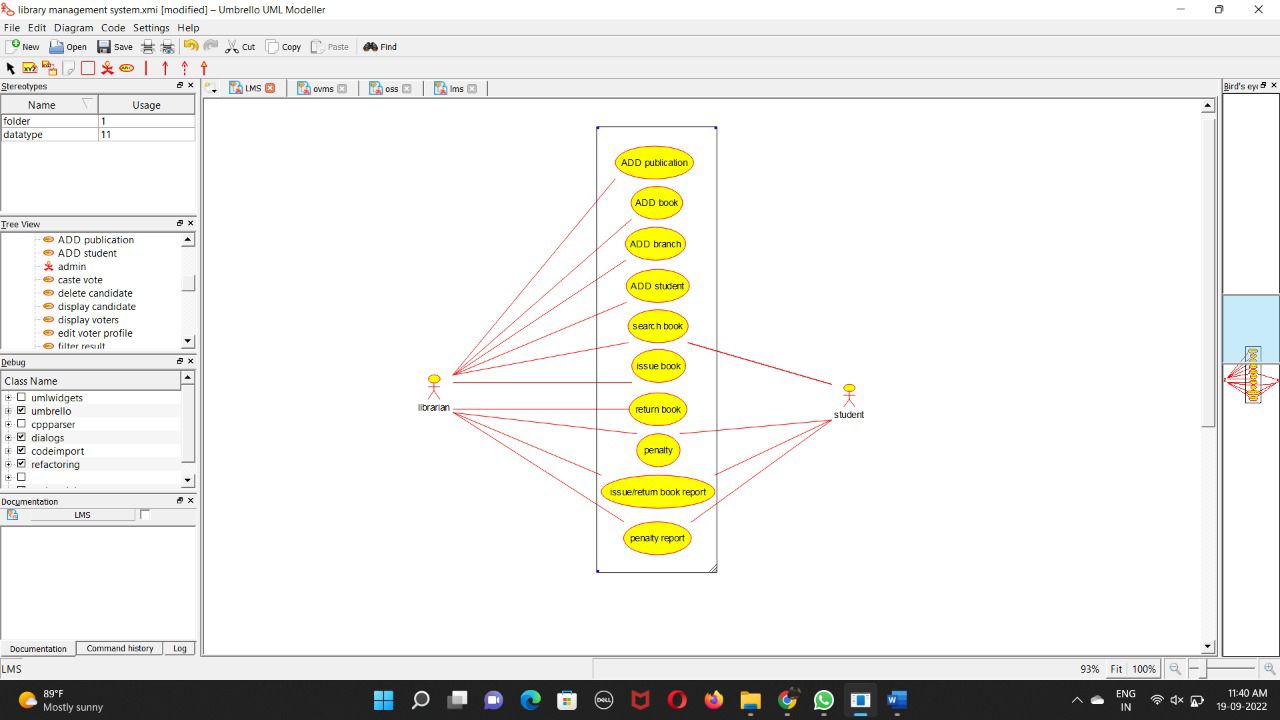 library management system.xmi [modified] – Umbrello UML Modeller
File Edit Diagram Code Settings Help
New Open Save Cut Copy Paste Find
Stereotypes
Name Usage
folder 1
datatype 11
Tree View
ADD publication
ADD student
admin
caste vote
delete candidate
display candidate
display voters
edit voter profile
filter result
Debug
Class Name
umlwidgets
umbrello
cppparser
dialogs
codeimport
refactoring
Documentation
LMS
Documentation Command history Log
LMS ovms oss lms
ADD publication
ADD book
ADD branch
ADD student
search book
issue book
return book
penalty
issue/return book report
penalty report
librarian
student
Bird's eye
LMS
93% Fit 100%
89°F
Mostly sunny
DELL
ENG
IN
11:40 AM
19-09-2022